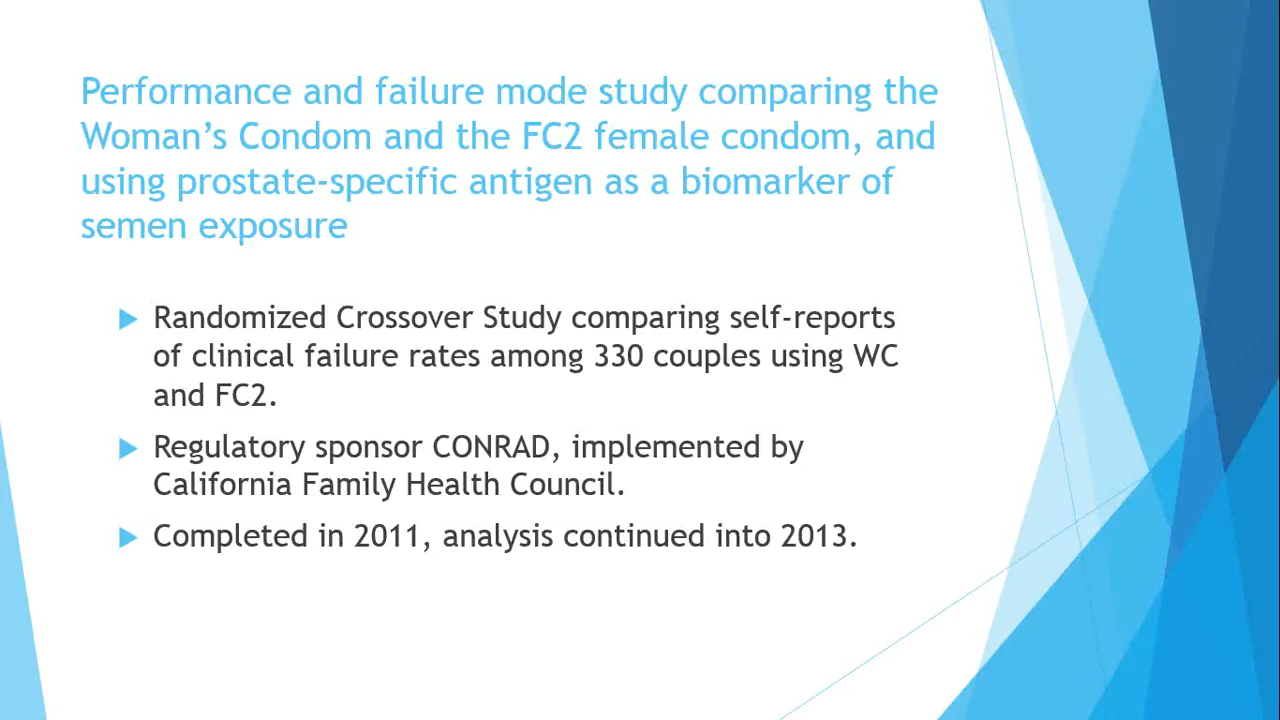 Performance and failure mode study comparing the
Woman’s Condom and the FC2 female condom, and
using prostate-specific antigen as a biomarker of
semen exposure
Randomized Crossover Study comparing self-reports
of clinical failure rates among 330 couples using WC
and FC2.
Regulatory sponsor CONRAD, implemented by
California Family Health Council.
Completed in 2011, analysis continued into 2013.